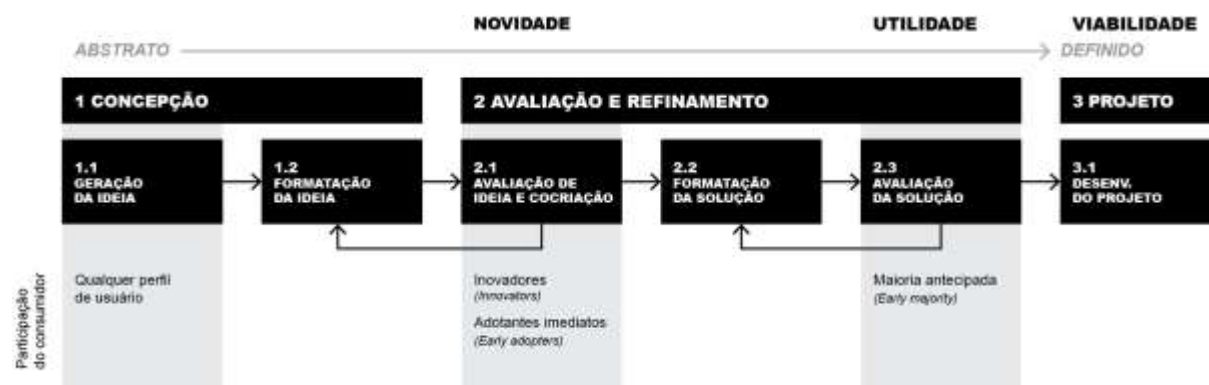 NOVIDADE
UTILIDADE
VIABILIDADE
ABSTRATO
DEFINIDO
1 CONCEPÇÃO
2 AVALIAÇÃO E REFINAMENTO
3 PROJETO
1.1
GERAÇÃO
DA IDEIA
1.2
FORMATAÇÃO
DA IDEIA
2.1
AVALIAÇÃO DE
IDEIA E COCRIAÇÃO
2.2
FORMATAÇÃO
DA SOLUÇÃO
2.3
AVALIAÇÃO
DA SOLUÇÃO
3.1
DESENV.
DO PROJETO
Participação
do consumidor
Qualquer perfil
de usuário
Inovadores
(Innovators)
Adotantes imediatos
(Early adopters)
Maioria antecipada
(Early majority)